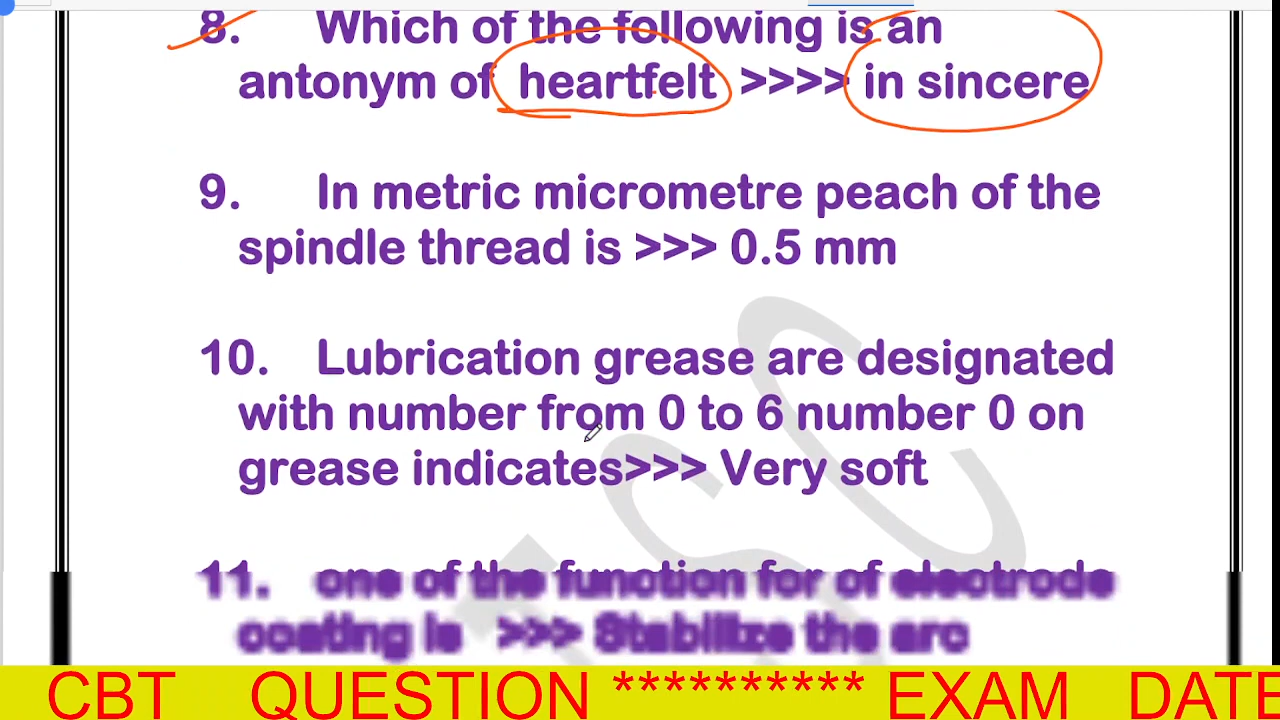 8. Which of the following is an
antonym of heartfelt >>>> in sincere
9. In metric micrometre peach of the
spindle thread is >>> 0.5 mm
10. Lubrication grease are designated
with number from 0 to 6 number 0 on
grease indicates>>> Very soft
11. one of the function for of electrode
coating is >>> Stabilize the arc
CBT QUESTION ********** EXAM DATE